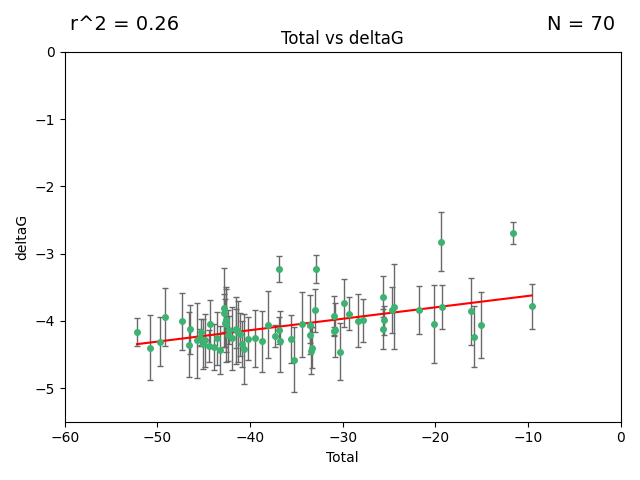 r^2 = 0.26
N = 70
Total vs deltaG
0
−1
−2
−3
−4
−5
deltaG
−60 −50 −40 −30 −20 −10 0
Total